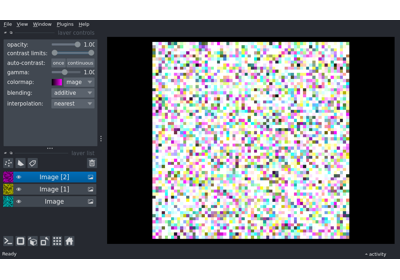 File View Window Plugins Help
layer controls
opacity: 1.00
contrast limits:
auto-contrast: once continuous
gamma: 1.00
colormap: mage
blending: additive
interpolation: nearest
layer list
Image [2]
Image [1]
Image
Ready
activity